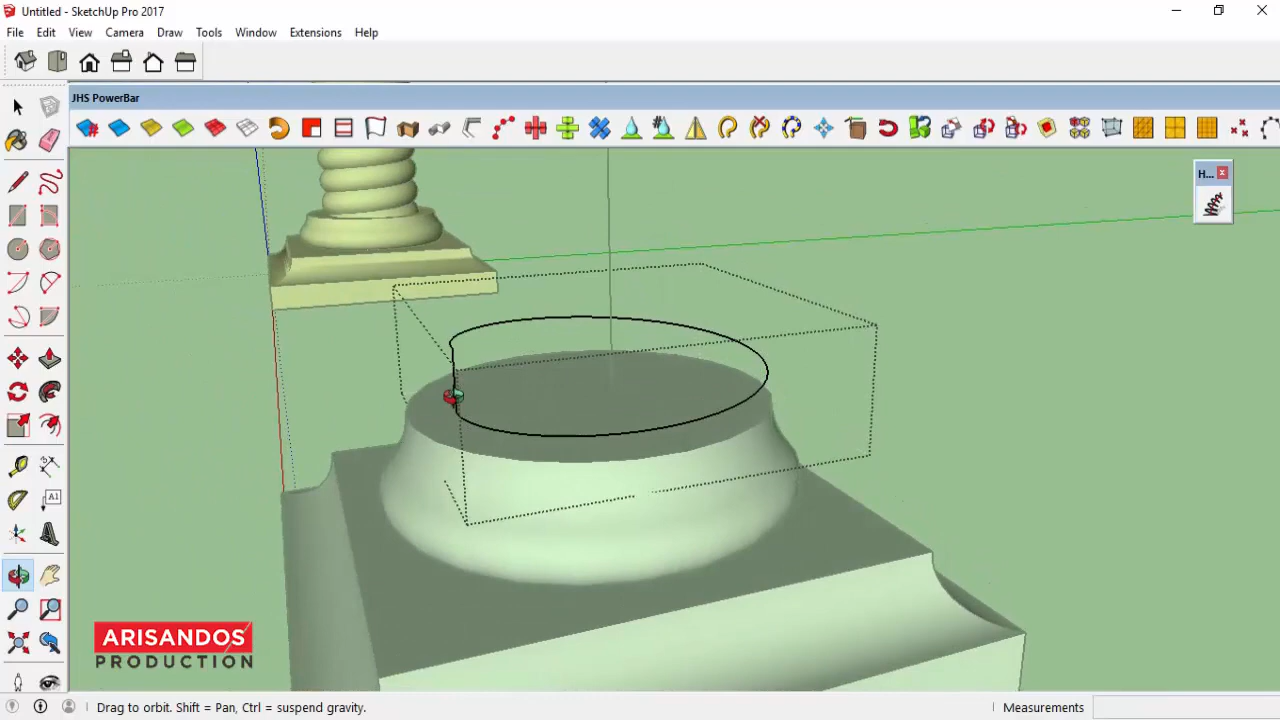 Untitled - SketchUp Pro 2017
File Edit View Camera Draw Tools Window Extensions Help
JHS PowerBar
H...
A1
ARISANDOS
PRODUCTION
Drag to orbit. Shift = Pan, Ctrl = suspend gravity.
Measurements